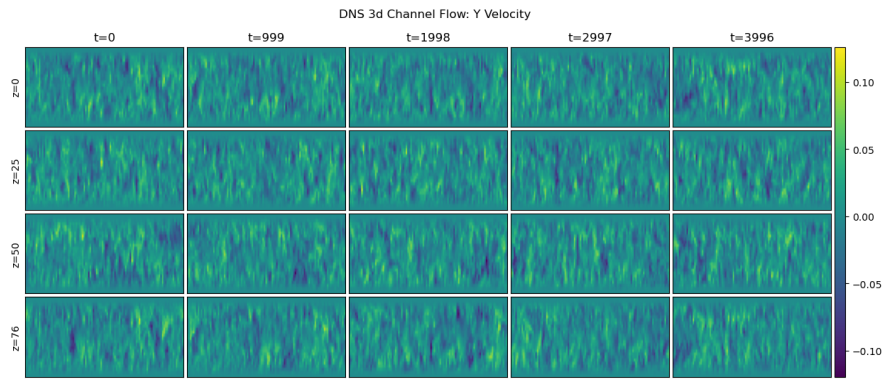 DNS 3d Channel Flow: Y Velocity
t=0 t=999 t=1998 t=2997 t=3996
z=0
z=25
z=50
z=76
0.10
0.05
0.00
−0.05
−0.10